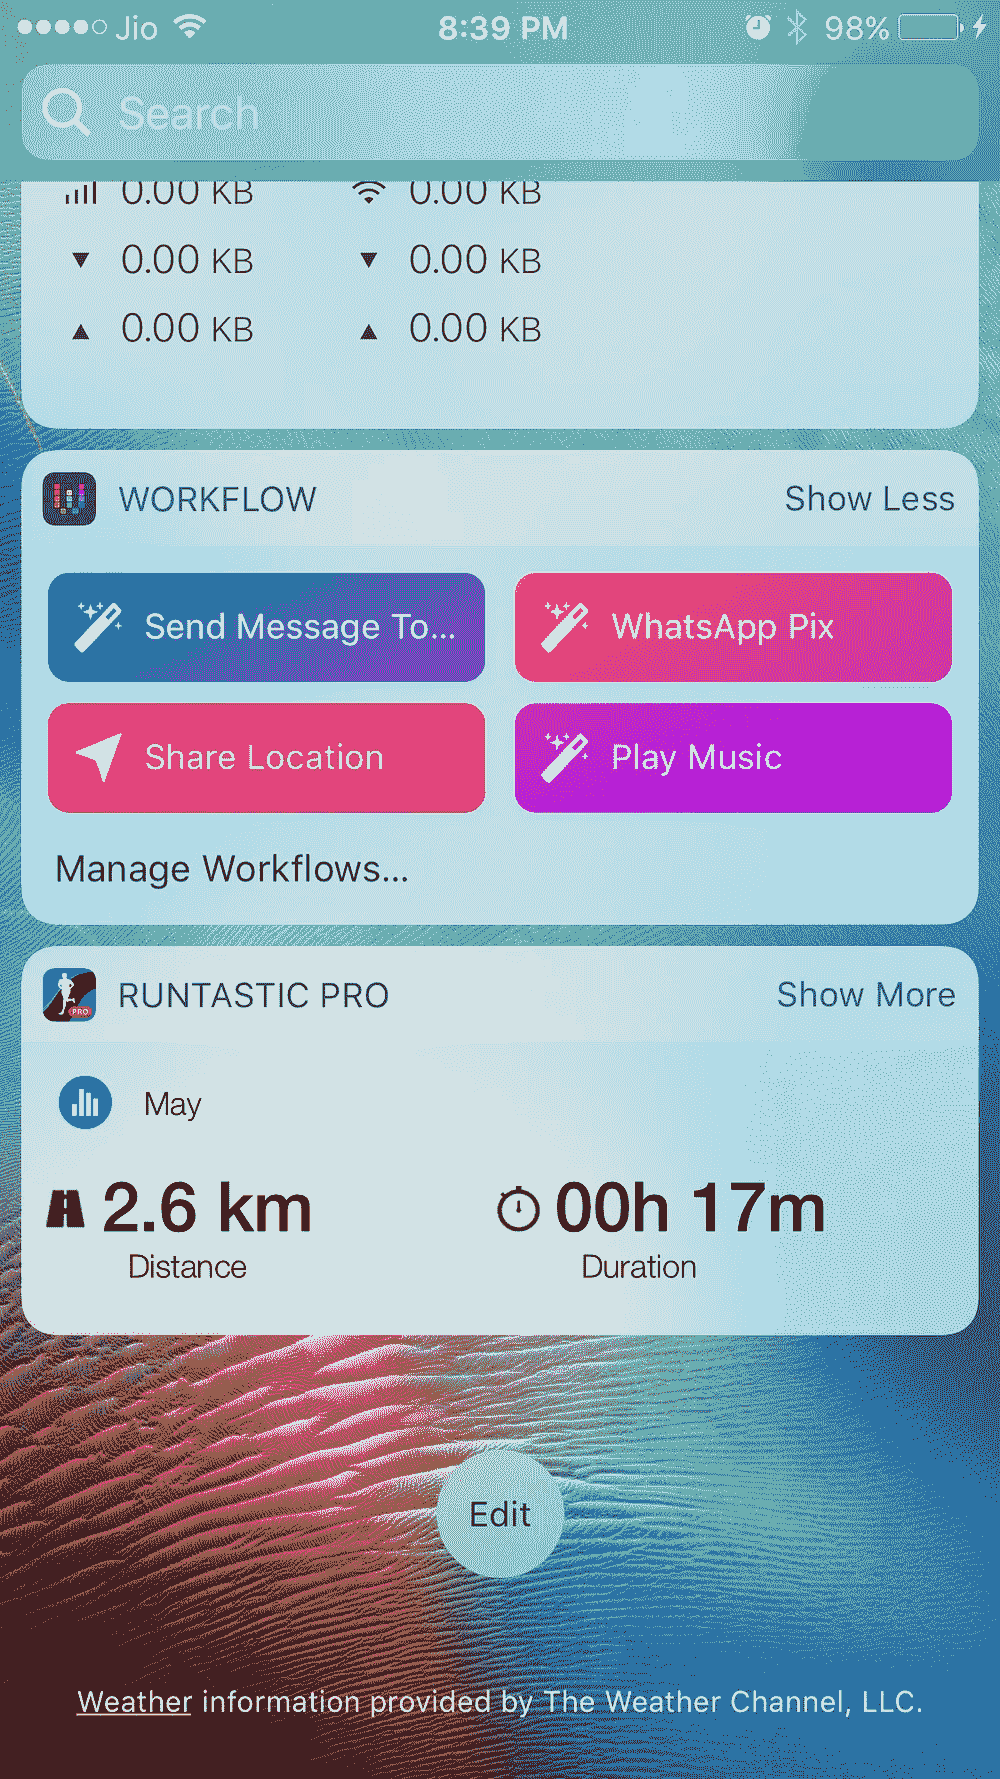 Jio 8:39 PM 98%
Search
0.00 KB 0.00 KB
0.00 KB 0.00 KB
0.00 KB 0.00 KB
WORKFLOW Show Less
Send Message To... WhatsApp Pix
Share Location Play Music
Manage Workflows...
PRO RUNTASTIC PRO Show More
May
2.6 km 00h 17m
Distance Duration
Edit
Weather information provided by The Weather Channel, LLC.